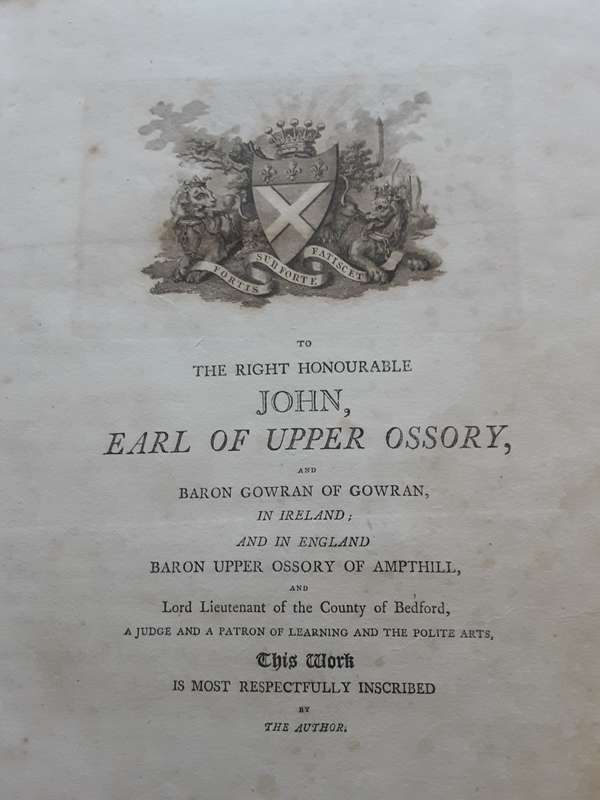 FORTIS SUB FORTE FATISCET
TO
THE RIGHT HONOURABLE
JOHN,
EARL OF UPPER OSSORY,
AND
BARON GOWRAN OF GOWRAN,
IN IRELAND;
AND IN ENGLAND
BARON UPPER OSSORY OF AMPTHILL,
AND
Lord Lieutenant of the County of Bedford,
A JUDGE AND A PATRON OF LEARNING AND THE POLITE ARTS,
This Work
IS MOST RESPECTFULLY INSCRIBED
BY
THE AUTHOR.